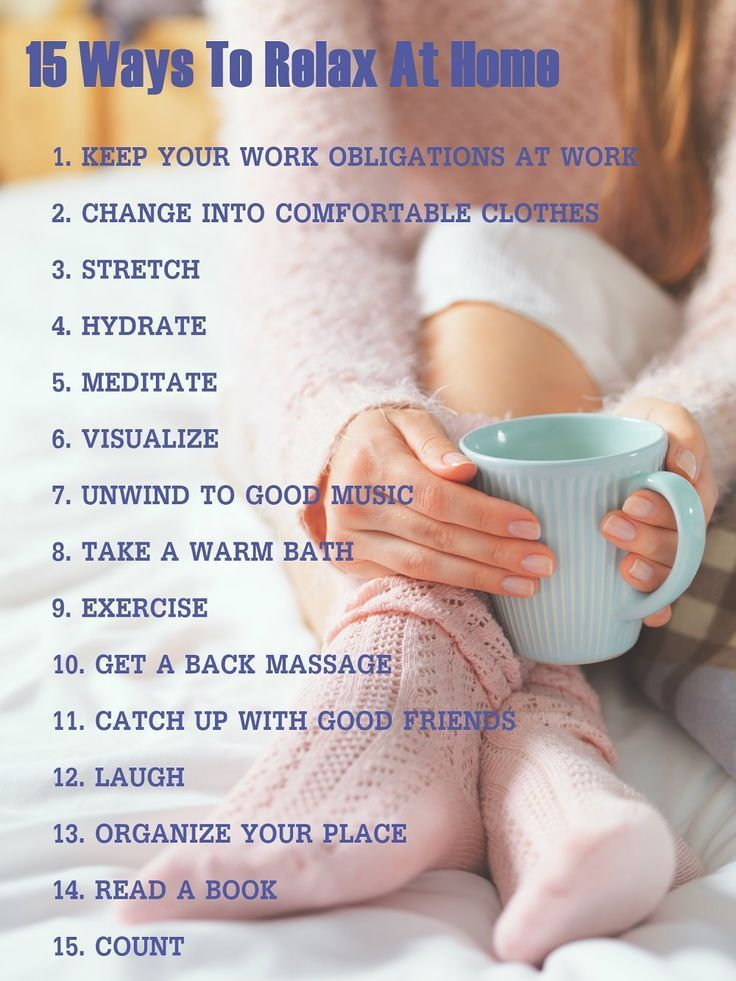 15 Ways To Relax At Home
1. KEEP YOUR WORK OBLIGATIONS AT WORK
2. CHANGE INTO COMFORTABLE CLOTHES
3. STRETCH
4. HYDRATE
5. MEDITATE
6. VISUALIZE
7. UNWIND TO GOOD MUSIC
8. TAKE A WARM BATH
9. EXERCISE
10. GET A BACK MASSAGE
11. CATCH UP WITH GOOD FRIENDS
12. LAUGH
13. ORGANIZE YOUR PLACE
14. READ A BOOK
15. COUNT